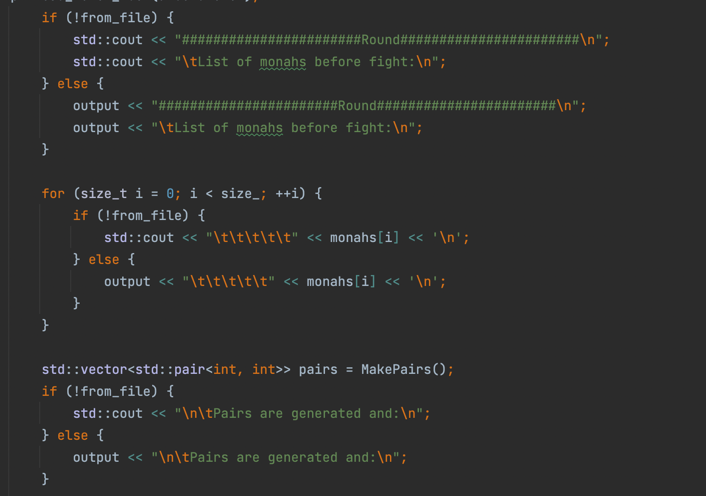 if (!from_file) {
std::cout << "#######################Round#######################\n";
std::cout << "\tList of monahs before fight:\n";
} else {
output << "#######################Round#######################\n";
output << "\tList of monahs before fight:\n";
}
for (size_t i = 0; i < size_; ++i) {
if (!from_file) {
std::cout << "\t\t\t\t\t" << monahs[i] << '\n';
} else {
output << "\t\t\t\t\t" << monahs[i] << '\n';
}
}
std::vector<std::pair<int, int>> pairs = MakePairs();
if (!from_file) {
std::cout << "\n\tPairs are generated and:\n";
} else {
output << "\n\tPairs are generated and:\n";
}